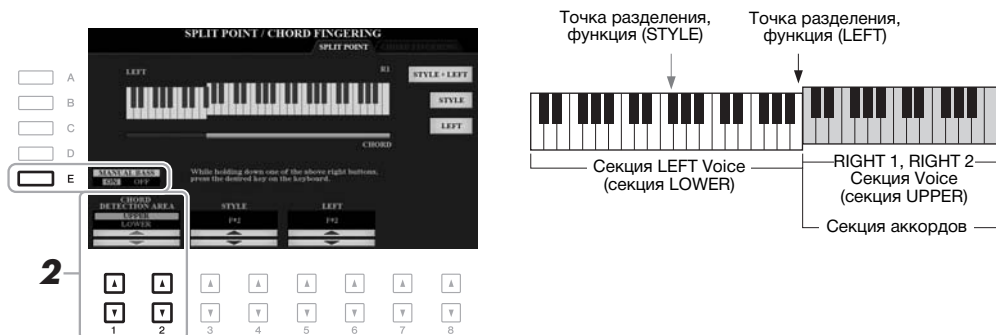 SPLIT POINT / CHORD FINGERING
SPLIT POINT
CHORD FINGERING
LEFT
R1
STYLE + LEFT
STYLE
LEFT
CHORD
MANUAL BASS
ON OFF
While holding down one of the above right buttons,
press the desired key on the keyboard.
CHORD
DETECTION AREA
UPPER
LOWER
STYLE
F#2
LEFT
F#2
A
B
C
D
E
2
1 2 3 4 5 6 7 8
Точка разделения,
функция (STYLE)
Точка разделения,
функция (LEFT)
Секция LEFT Voice
(секция LOWER)
RIGHT 1, RIGHT 2
Секция Voice
(секция UPPER)
Секция аккордов